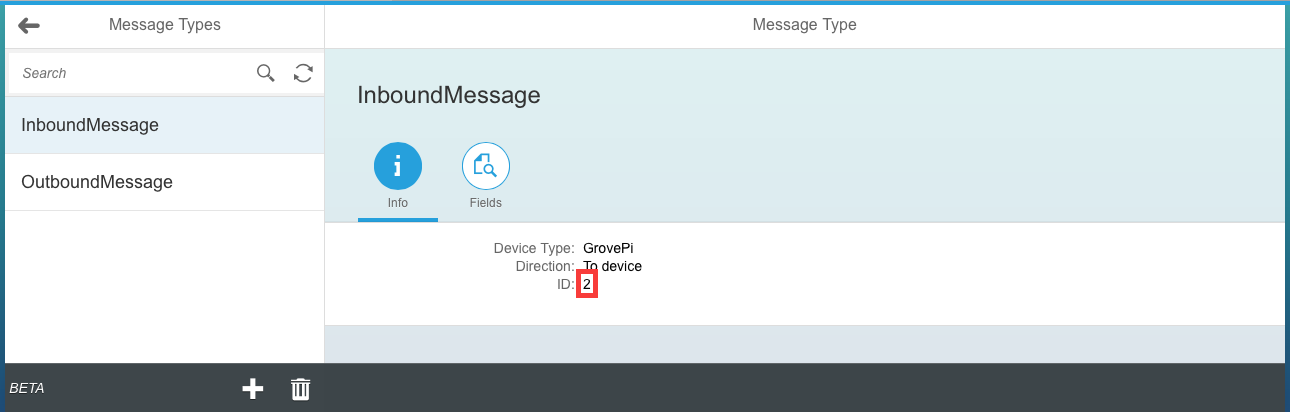 Message Types
Message Type
Search
InboundMessage
OutboundMessage
InboundMessage
Info
Fields
Device Type: GrovePi
Direction: To device
ID: 2
BETA